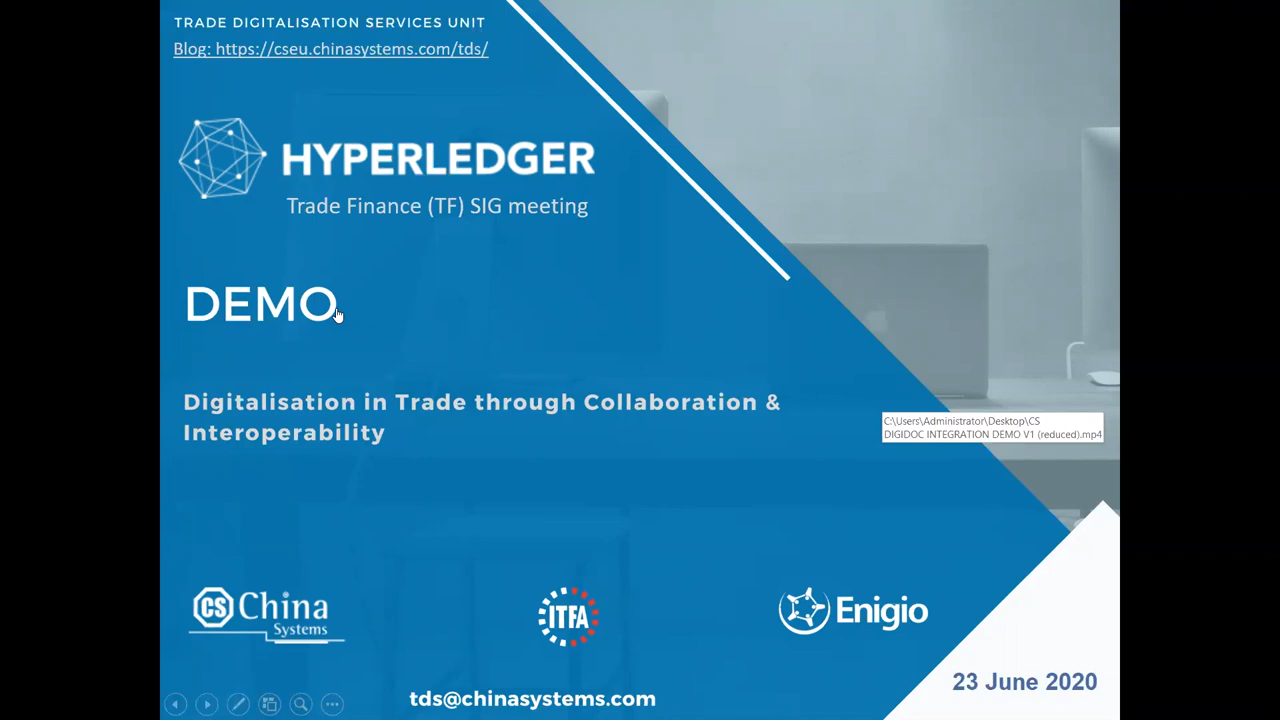 TRADE DIGITALISATION SERVICES UNIT
Blog: https://cseu.chinasystems.com/tds/
HYPERLEDGER
Trade Finance (TF) SIG meeting
DEMO
Digitalisation in Trade through Collaboration &
Interoperability
C:\Users\Administrator\Desktop\CS
DIGIDOC INTEGRATION DEMO V1 (reduced).mp4
CS China
Systems
ITFA
Enigio
23 June 2020
tds@chinasystems.com